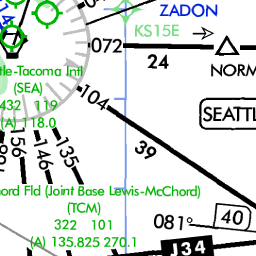 ZADON
KS15E
072
24
NORM
tle-Tacoma Intl
(SEA)
432 119
(A) 118.0
104
SEATTL
39
135
146
156
ord Fld (Joint Base Lewis-McChord)
(TCM)
322 101
(A) 135.825 270.1
081°
40
J34